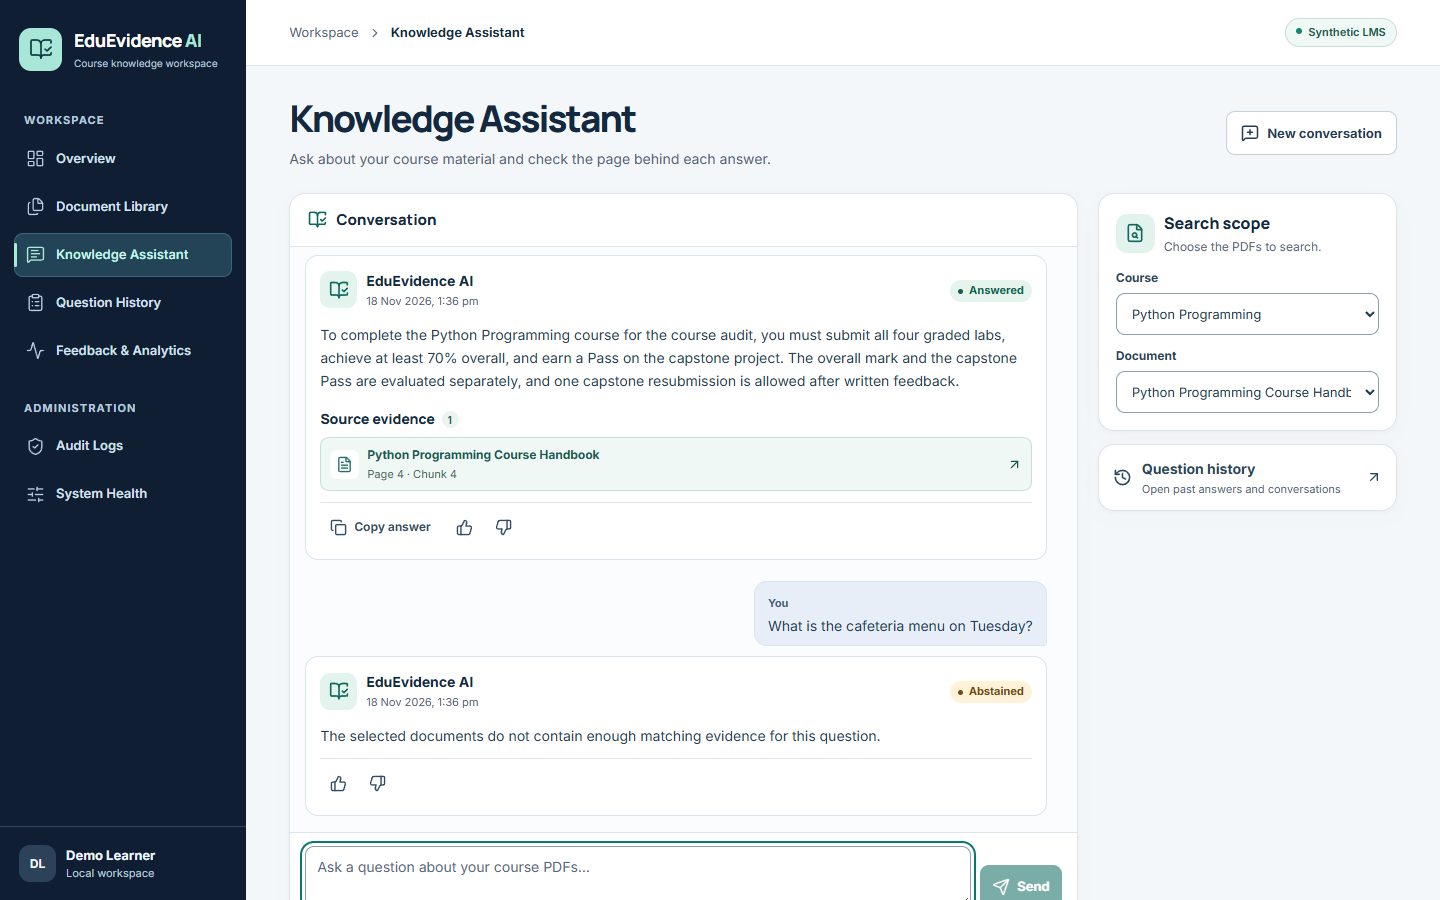 EduEvidence AI
Course knowledge workspace
WORKSPACE
Overview
Document Library
Knowledge Assistant
Question History
Feedback & Analytics
ADMINISTRATION
Audit Logs
System Health
DL
Demo Learner
Local workspace
Workspace > Knowledge Assistant
Synthetic LMS
Knowledge Assistant
Ask about your course material and check the page behind each answer.
New conversation
Conversation
EduEvidence AI
18 Nov 2026, 1:36 pm
Answered
To complete the Python Programming course for the course audit, you must submit all four graded labs,
achieve at least 70% overall, and earn a Pass on the capstone project. The overall mark and the capstone
Pass are evaluated separately, and one capstone resubmission is allowed after written feedback.
Source evidence 1
Python Programming Course Handbook
Page 4 · Chunk 4
Copy answer
You
What is the cafeteria menu on Tuesday?
EduEvidence AI
18 Nov 2026, 1:36 pm
Abstained
The selected documents do not contain enough matching evidence for this question.
Ask a question about your course PDFs...
Send
Search scope
Choose the PDFs to search.
Course
Python Programming
Document
Python Programming Course Handb
Question history
Open past answers and conversations